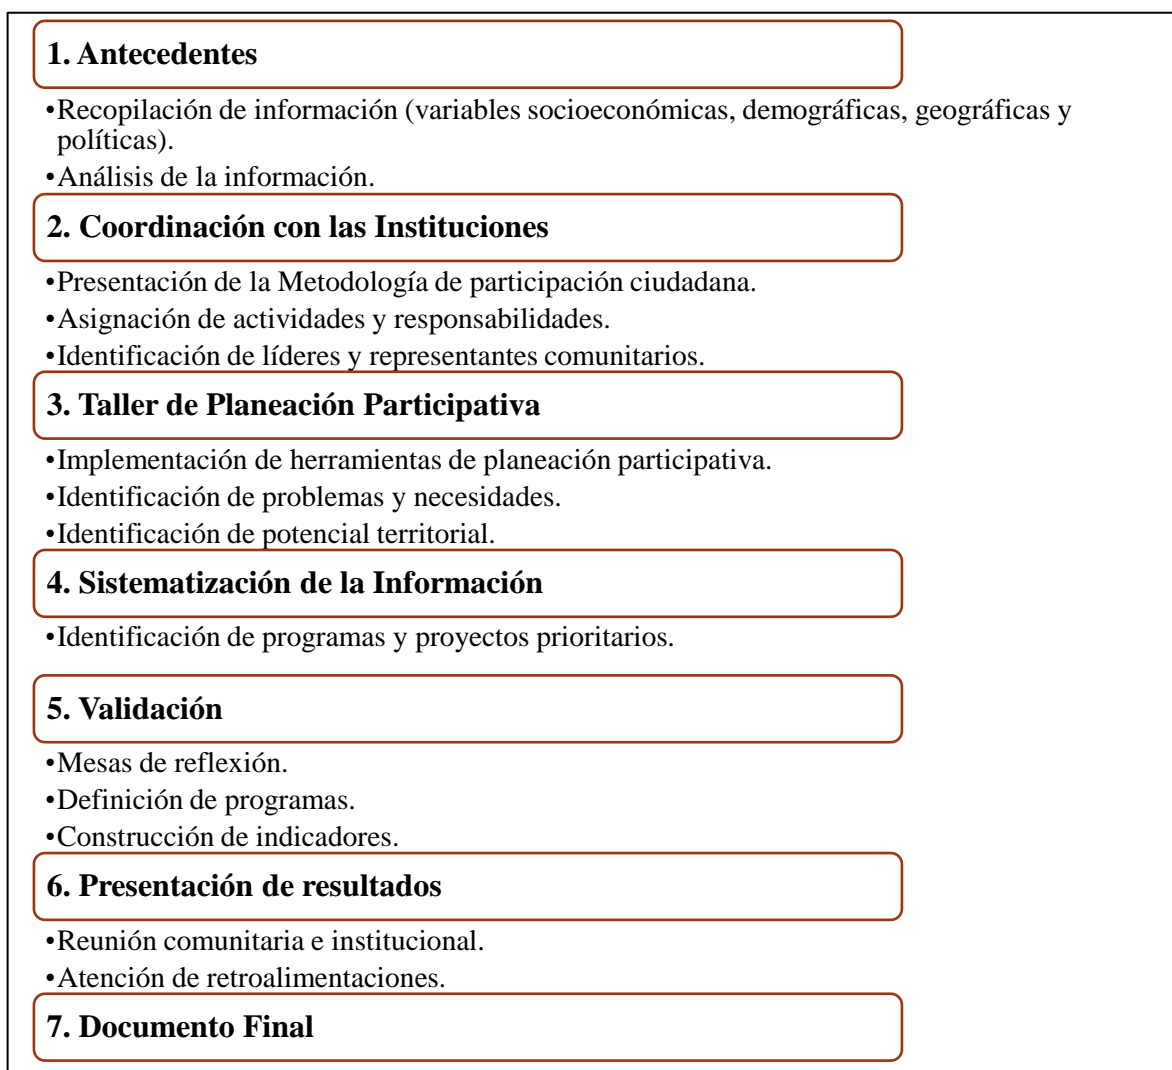 1. Antecedentes
•Recopilación de información (variables socioeconómicas, demográficas, geográficas y
políticas).
•Análisis de la información.
2. Coordinación con las Instituciones
•Presentación de la Metodología de participación ciudadana.
•Asignación de actividades y responsabilidades.
•Identificación de líderes y representantes comunitarios.
3. Taller de Planeación Participativa
•Implementación de herramientas de planeación participativa.
•Identificación de problemas y necesidades.
•Identificación de potencial territorial.
4. Sistematización de la Información
•Identificación de programas y proyectos prioritarios.
5. Validación
•Mesas de reflexión.
•Definición de programas.
•Construcción de indicadores.
6. Presentación de resultados
•Reunión comunitaria e institucional.
•Atención de retroalimentaciones.
7. Documento Final